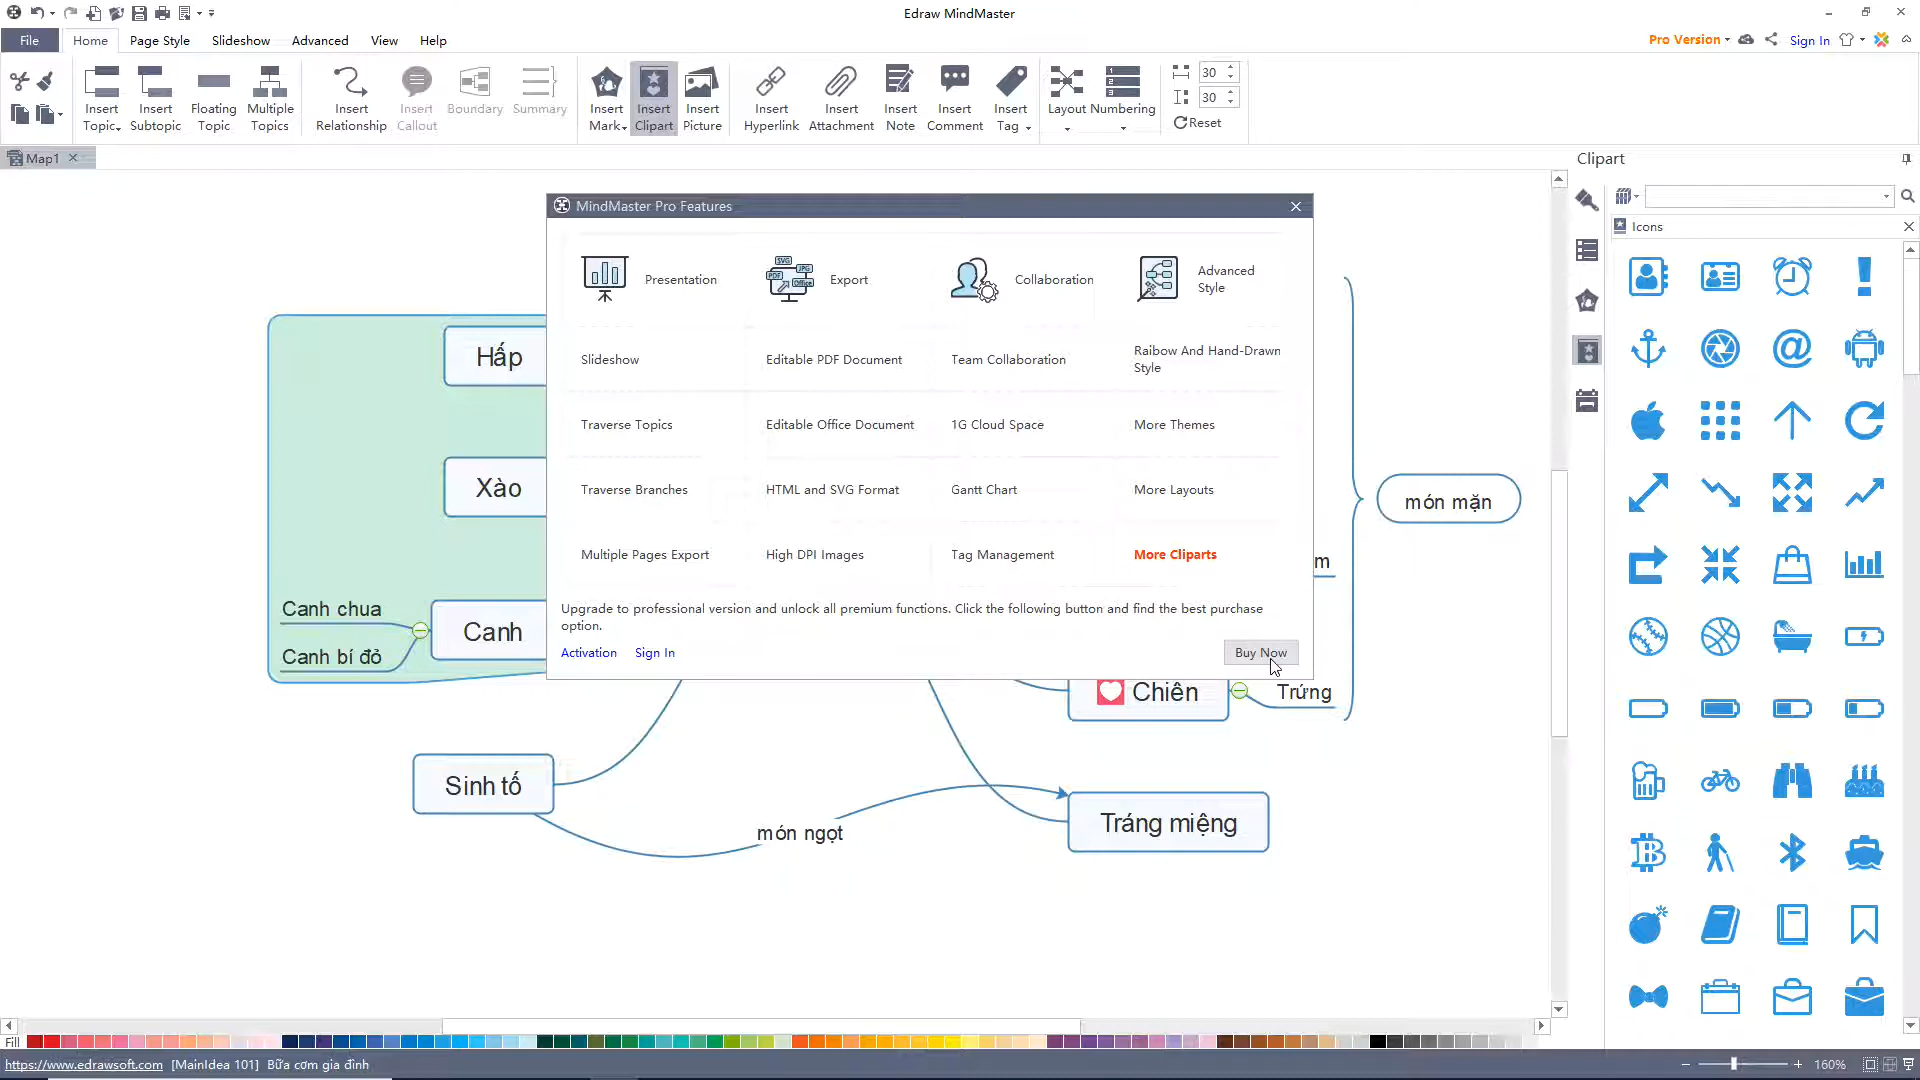 Edraw MindMaster
File Home Page Style Slideshow Advanced View Help
Pro Version Sign In
Insert Topic
Insert Subtopic
Floating Topic
Multiple Topics
Insert Relationship
Insert Callout
Boundary
Summary
Insert Mark
Insert Clipart
Insert Picture
Insert Hyperlink
Insert Attachment
Insert Note
Insert Comment
Insert Tag
Layout
Numbering
30
30
Reset
Map1
Clipart
Icons
MindMaster Pro Features
Presentation
Export
Collaboration
Advanced
Style
Slideshow
Editable PDF Document
Team Collaboration
Raibow And Hand-Drawn
Style
Traverse Topics
Editable Office Document
1G Cloud Space
More Themes
Traverse Branches
HTML and SVG Format
Gantt Chart
More Layouts
Multiple Pages Export
High DPI Images
Tag Management
More Cliparts
Upgrade to professional version and unlock all premium functions. Click the following button and find the best purchase
option.
Activation Sign In
Buy Now
Hấp
Xào
Canh chua
Canh
Canh bí đỏ
món mặn
m
Chiên
Trứng
Sinh tố
món ngọt
Tráng miệng
Fill
https://www.edrawsoft.com [MainIdea 101] Bữa cơm gia đình
160%